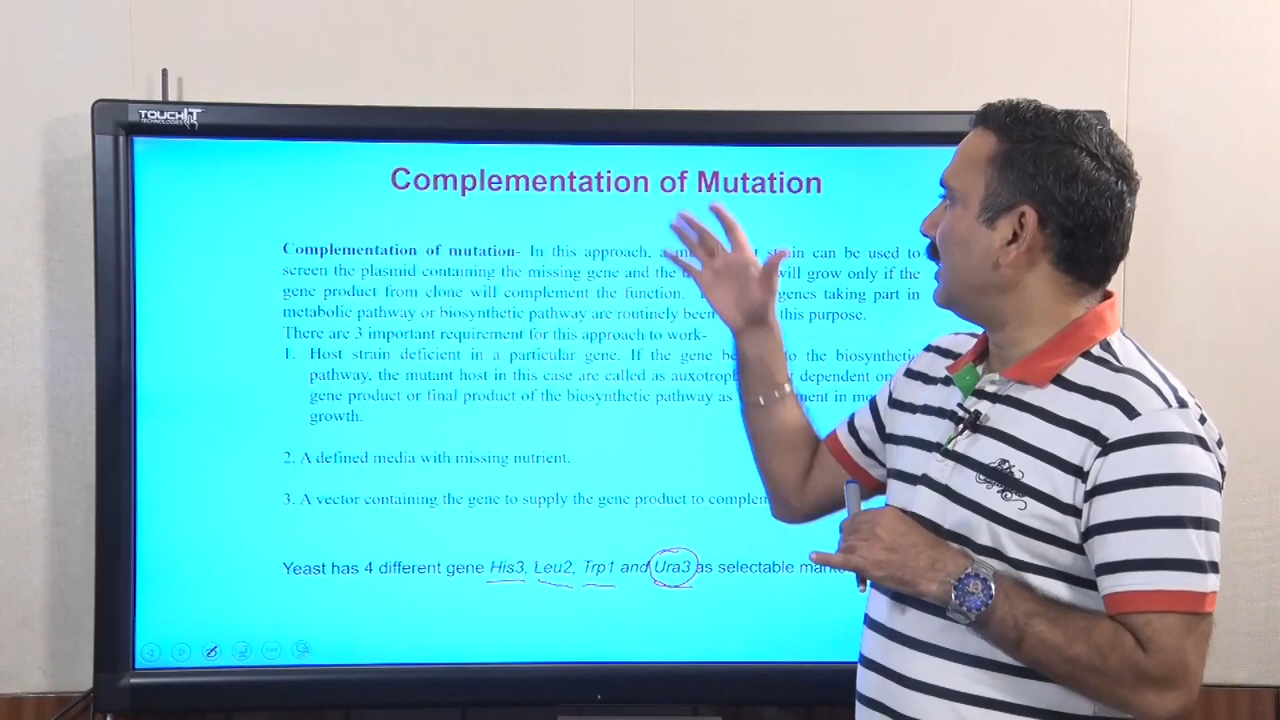 TOUCHIT
TECHNOLOGIES
Complementation of Mutation
Complementation of mutation- In this approach, a strain can be used to
screen the plasmid containing the missing gene and the will grow only if the
gene product from clone will complement the function. genes taking part in
metabolic pathway or biosynthetic pathway are routinely been this purpose.
There are 3 important requirement for this approach to work-
1. Host strain deficient in a particular gene. If the gene to the biosynthetic
pathway, the mutant host in this case are called as dependent on
gene product or final product of the biosynthetic pathway as in
growth.
2. A defined media with missing nutrient.
3. A vector containing the gene to supply the gene product to
Yeast has 4 different gene His3, Leu2, Trp1 and Ura3 as selectable